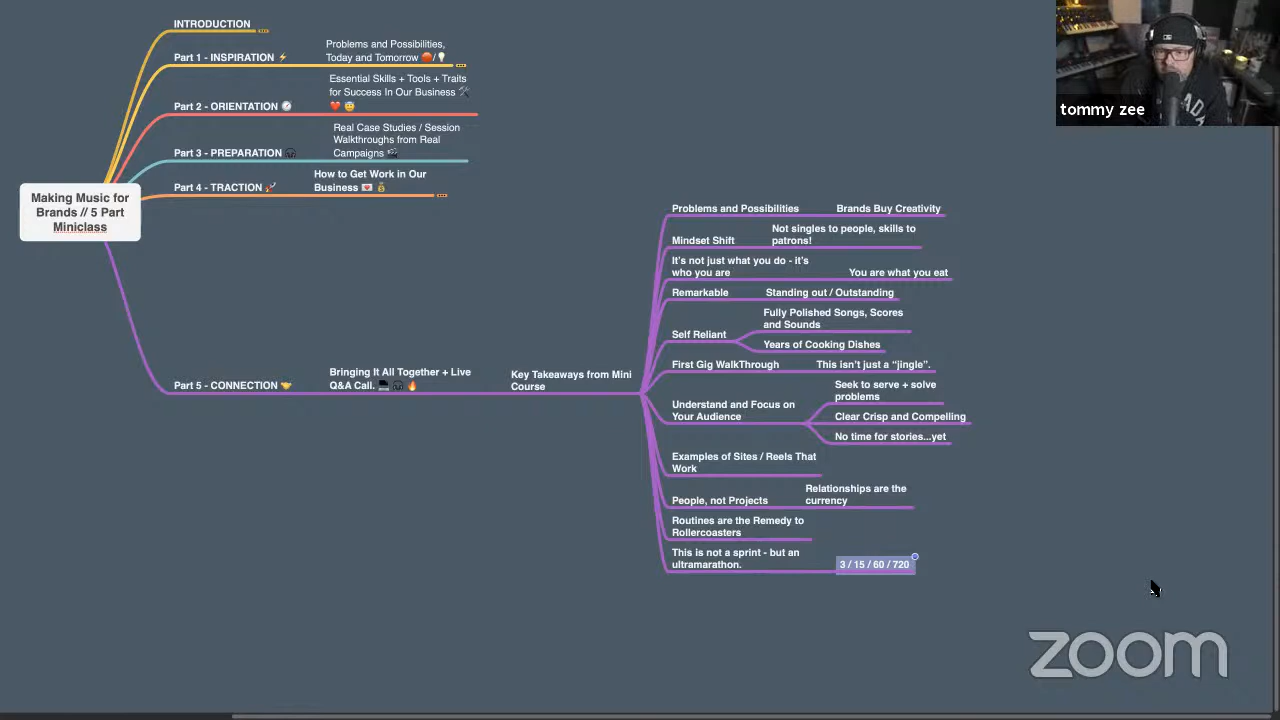 INTRODUCTION
Part 1 - INSPIRATION ⚡
Problems and Possibilities,
Today and Tomorrow 🛑/💡
Part 2 - ORIENTATION 🧭
Essential Skills + Tools + Traits
for Success In Our Business 🛠
❤️ 😇
Part 3 - PREPARATION 🎧
Real Case Studies / Session
Walkthroughs from Real
Campaigns 🎬
Part 4 - TRACTION 🚀
How to Get Work in Our
Business 💌 💰
Making Music for
Brands // 5 Part
Miniclass
Part 5 - CONNECTION 🤝
Bringing It All Together + Live
Q&A Call. 💻 🎧 🔥
Key Takeaways from Mini
Course
Problems and Possibilities
Brands Buy Creativity
Mindset Shift
Not singles to people, skills to
patrons!
It's not just what you do - it's
who you are
You are what you eat
Remarkable
Standing out / Outstanding
Self Reliant
Fully Polished Songs, Scores
and Sounds
Years of Cooking Dishes
First Gig WalkThrough
This isn't just a “jingle”.
Understand and Focus on
Your Audience
Seek to serve + solve
problems
Clear Crisp and Compelling
No time for stories...yet
Examples of Sites / Reels That
Work
People, not Projects
Relationships are the
currency
Routines are the Remedy to
Rollercoasters
This is not a sprint - but an
ultramarathon.
3 / 15 / 60 / 720
tommy zee
zoom